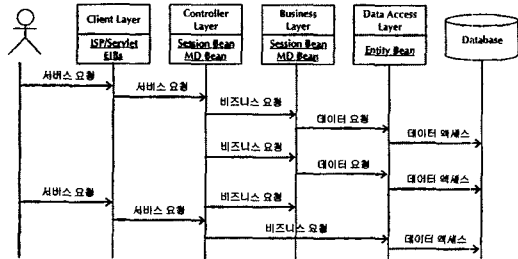 Client Layer
JSP/Servlet
EJBs
Controller
Layer
Session Bean
MD Bean
Business
Layer
Session Bean
MD Bean
Data Access
Layer
Entity Bean
Database
서비스 요청
서비스 요청
비즈니스 요청
데이터 요청
데이터 액세스
비즈니스 요청
데이터 요청
데이터 액세스
서비스 요청
서비스 요청
비즈니스 요청
비즈니스 요청
데이터 액세스